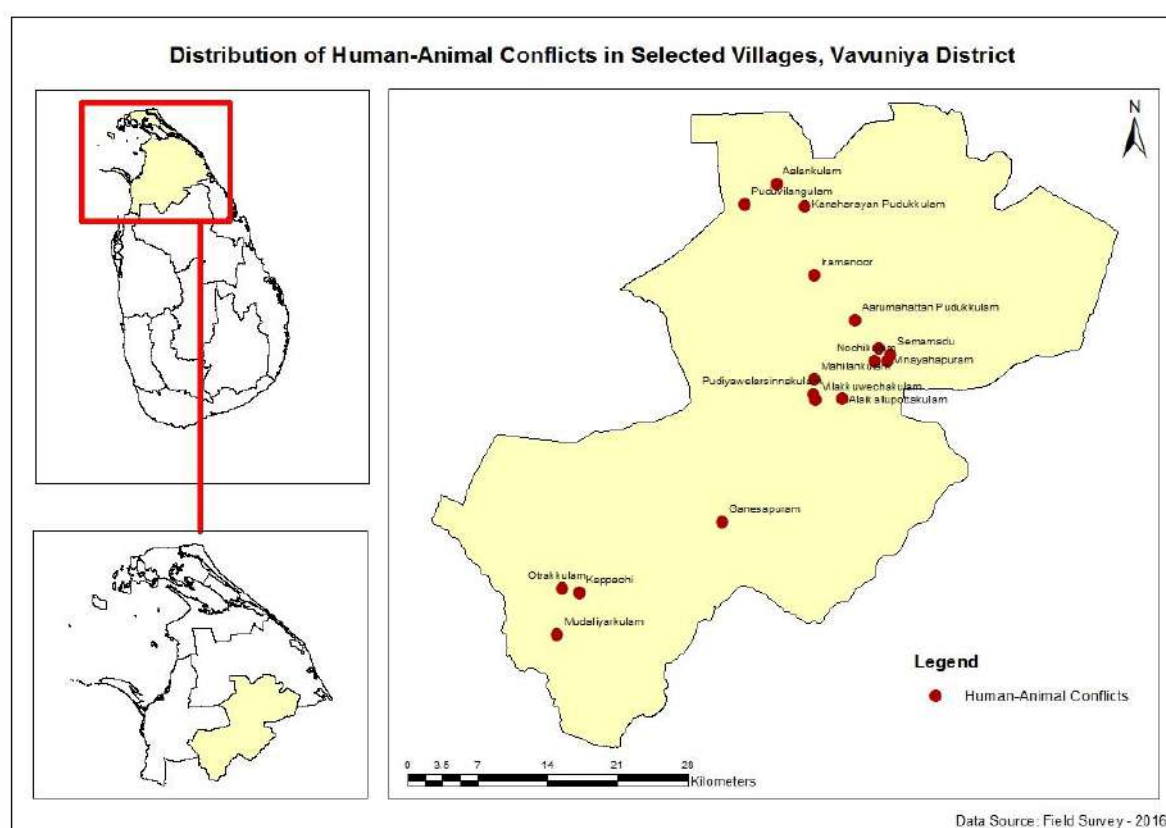 Distribution of Human-Animal Conflicts in Selected Villages, Vavuniya District
N
Aalankulam
Puduvilangulam
Kanaharayan Pudukkulam
Iramanoor
Aarumahattan Pudukkulam
Semamadu
Vinayahapuram
Mahilankulam
Pudiyawelarsinnakulam
Vilakkuwechakulam
Alaikallupottakulam
Ganesapuram
Otrakkulam
Kappachi
Mudaliyarkulam
Legend
Human-Animal Conflicts
0 3.5 7 14 21 28
Kilometers
Data Source: Field Survey - 2016